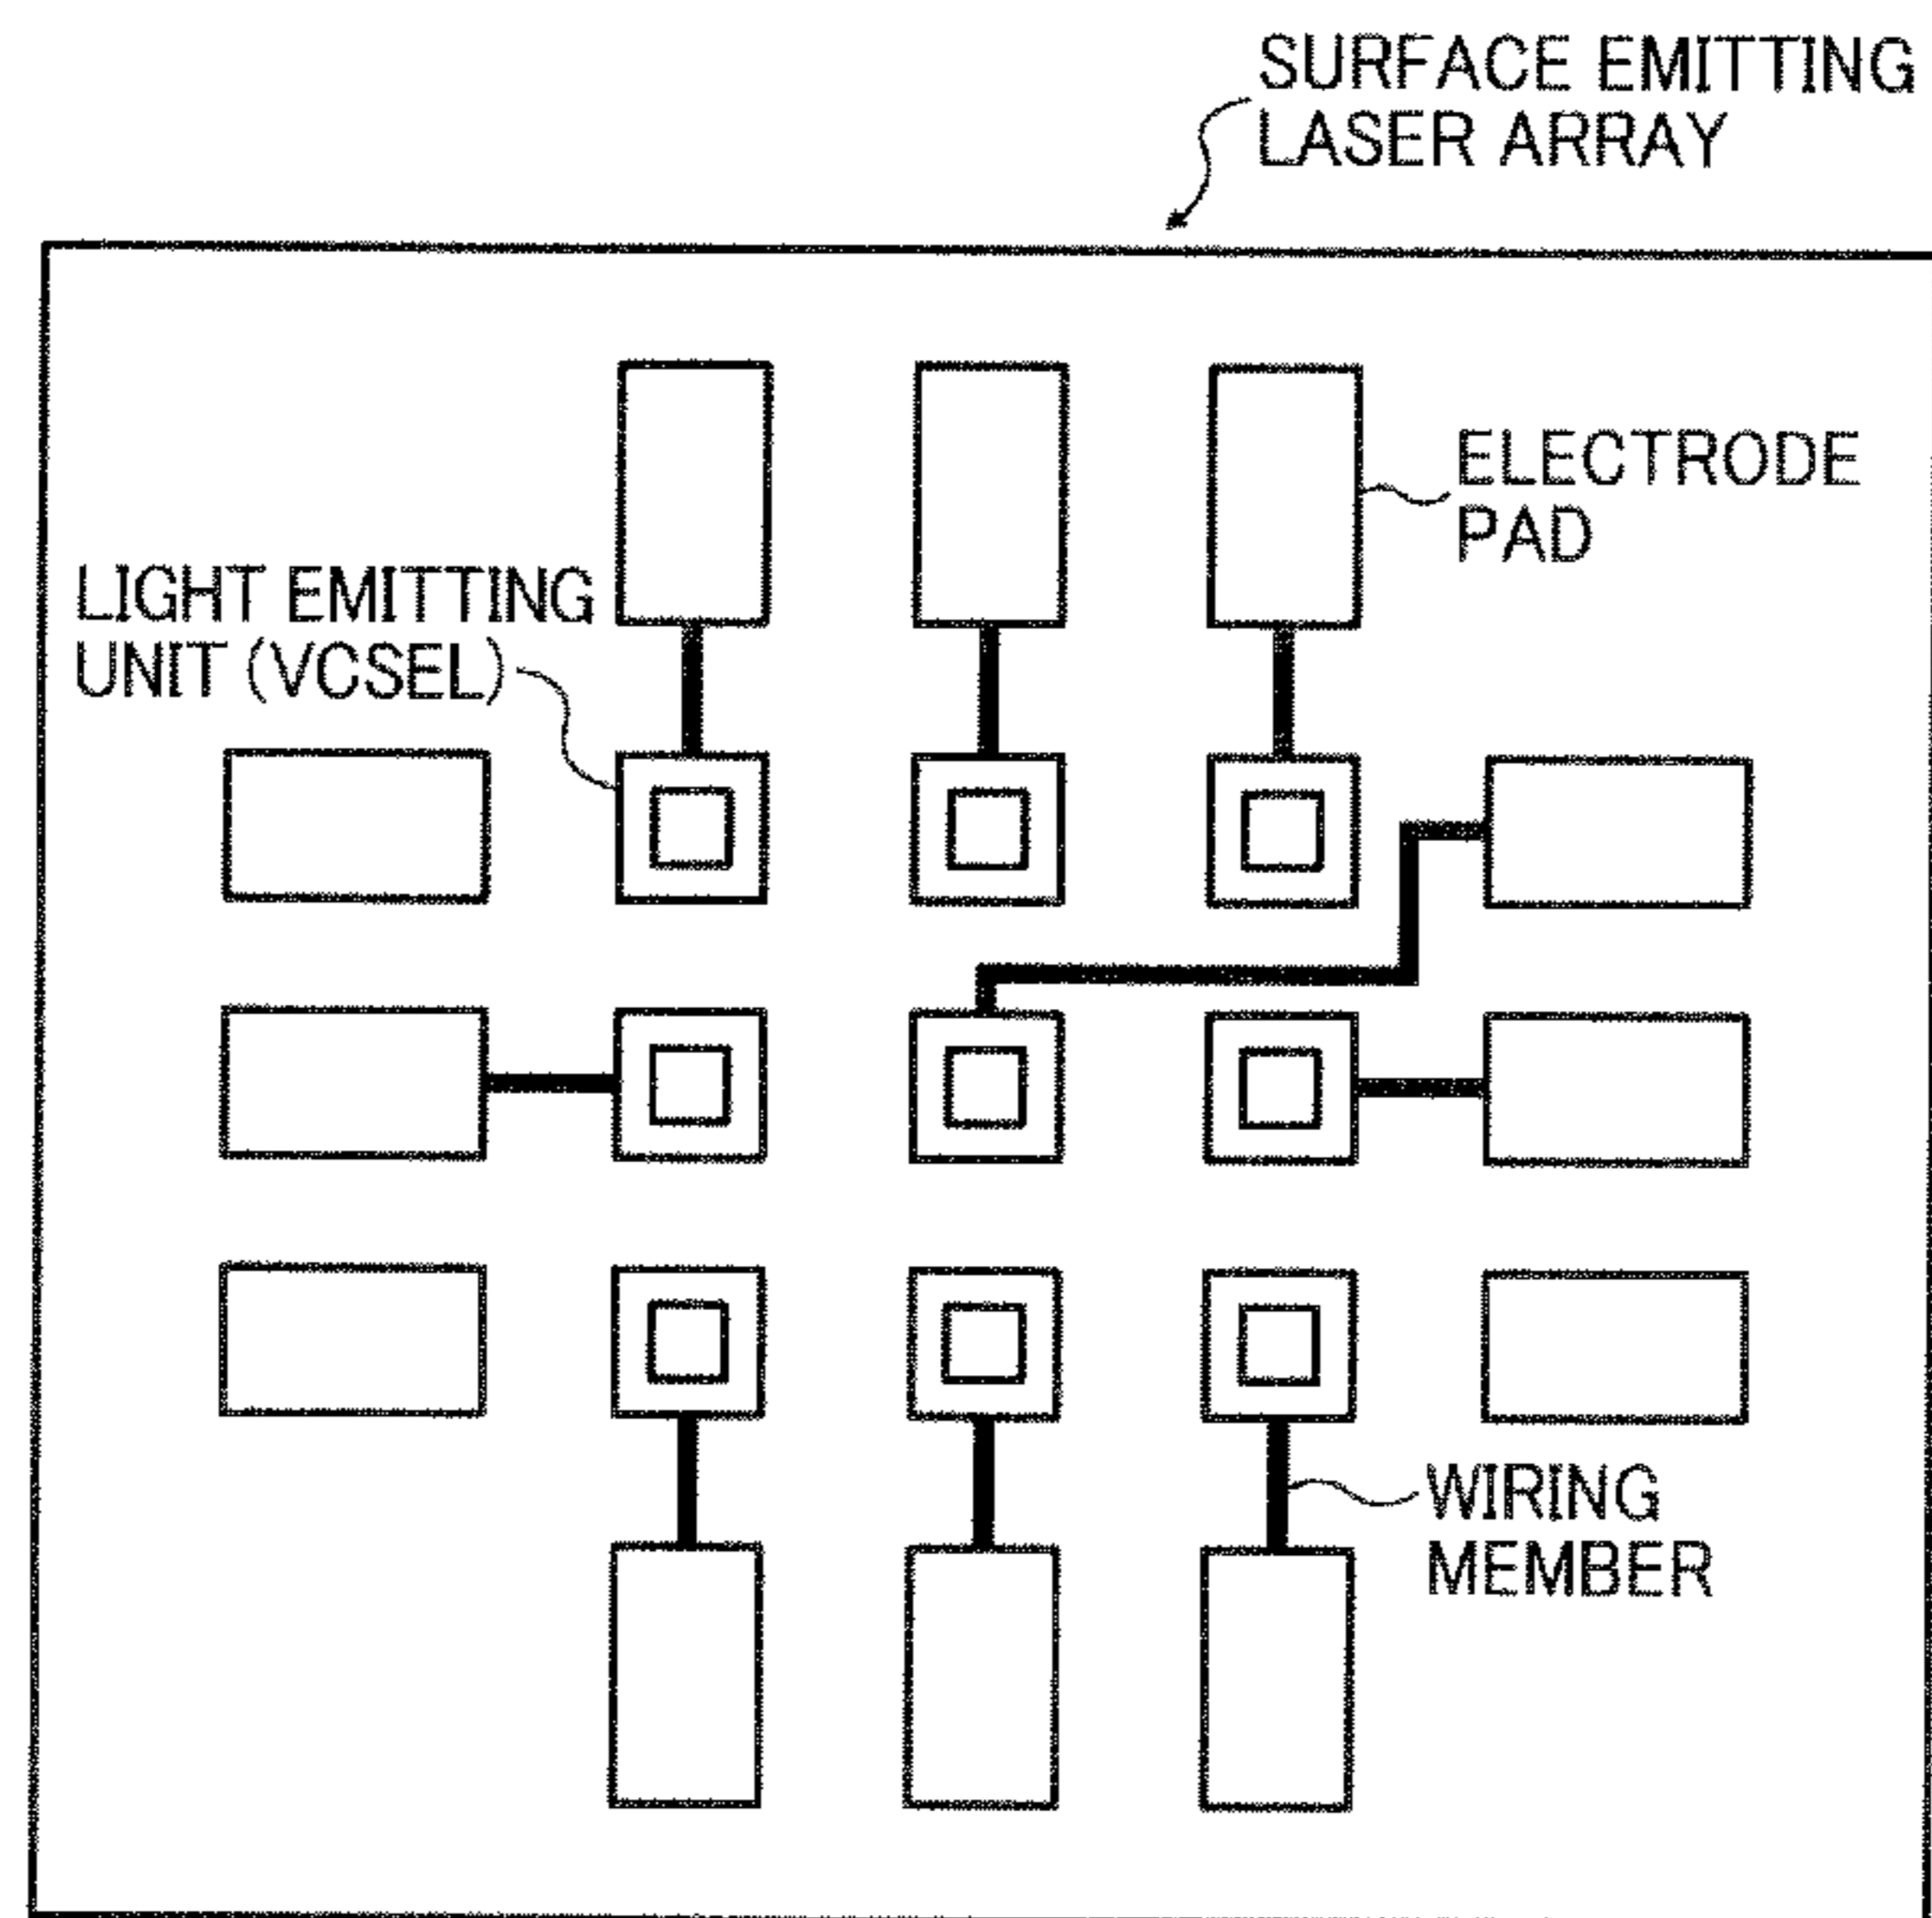 SURFACE EMITTING
LASER ARRAY
ELECTRODE
PAD
LIGHT EMITTING
UNIT (VCSEL)
WIRING
MEMBER